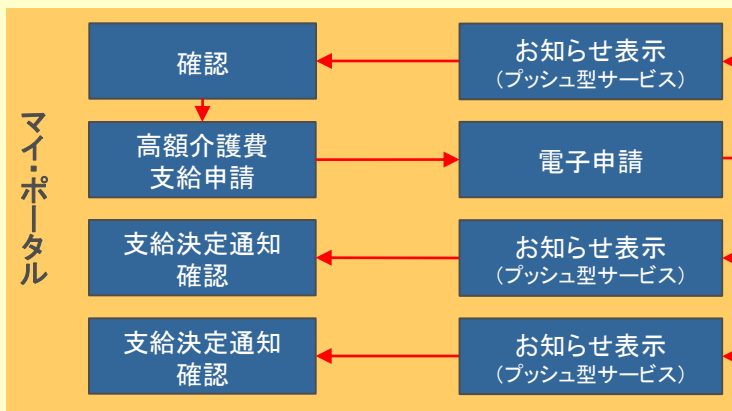 マイ・ポータル
確認
お知らせ表示
(プッシュ型サービス)
高額介護費
支給申請
電子申請
支給決定通知
確認
お知らせ表示
(プッシュ型サービス)
支給決定通知
確認
お知らせ表示
(プッシュ型サービス)